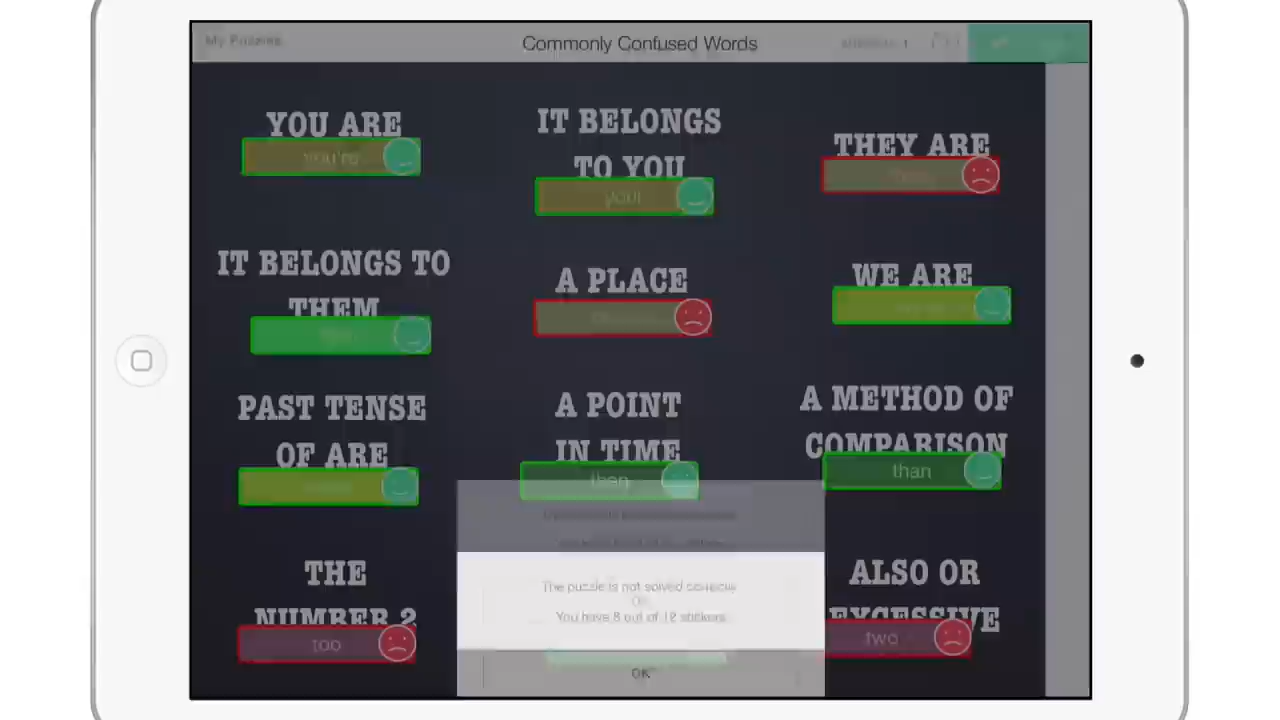 My Puzzles
Commonly Confused Words
YOU ARE
you're
IT BELONGS
TO YOU
your
THEY ARE
IT BELONGS TO
THEM
A PLACE
WE ARE
PAST TENSE
OF ARE
A POINT
IN TIME
then
A METHOD OF
COMPARISON
than
THE
NUMBER 2
too
The puzzle is not solved correctly
You have 8 out of 12 stickers
OK
ALSO OR
EXCESSIVE
two